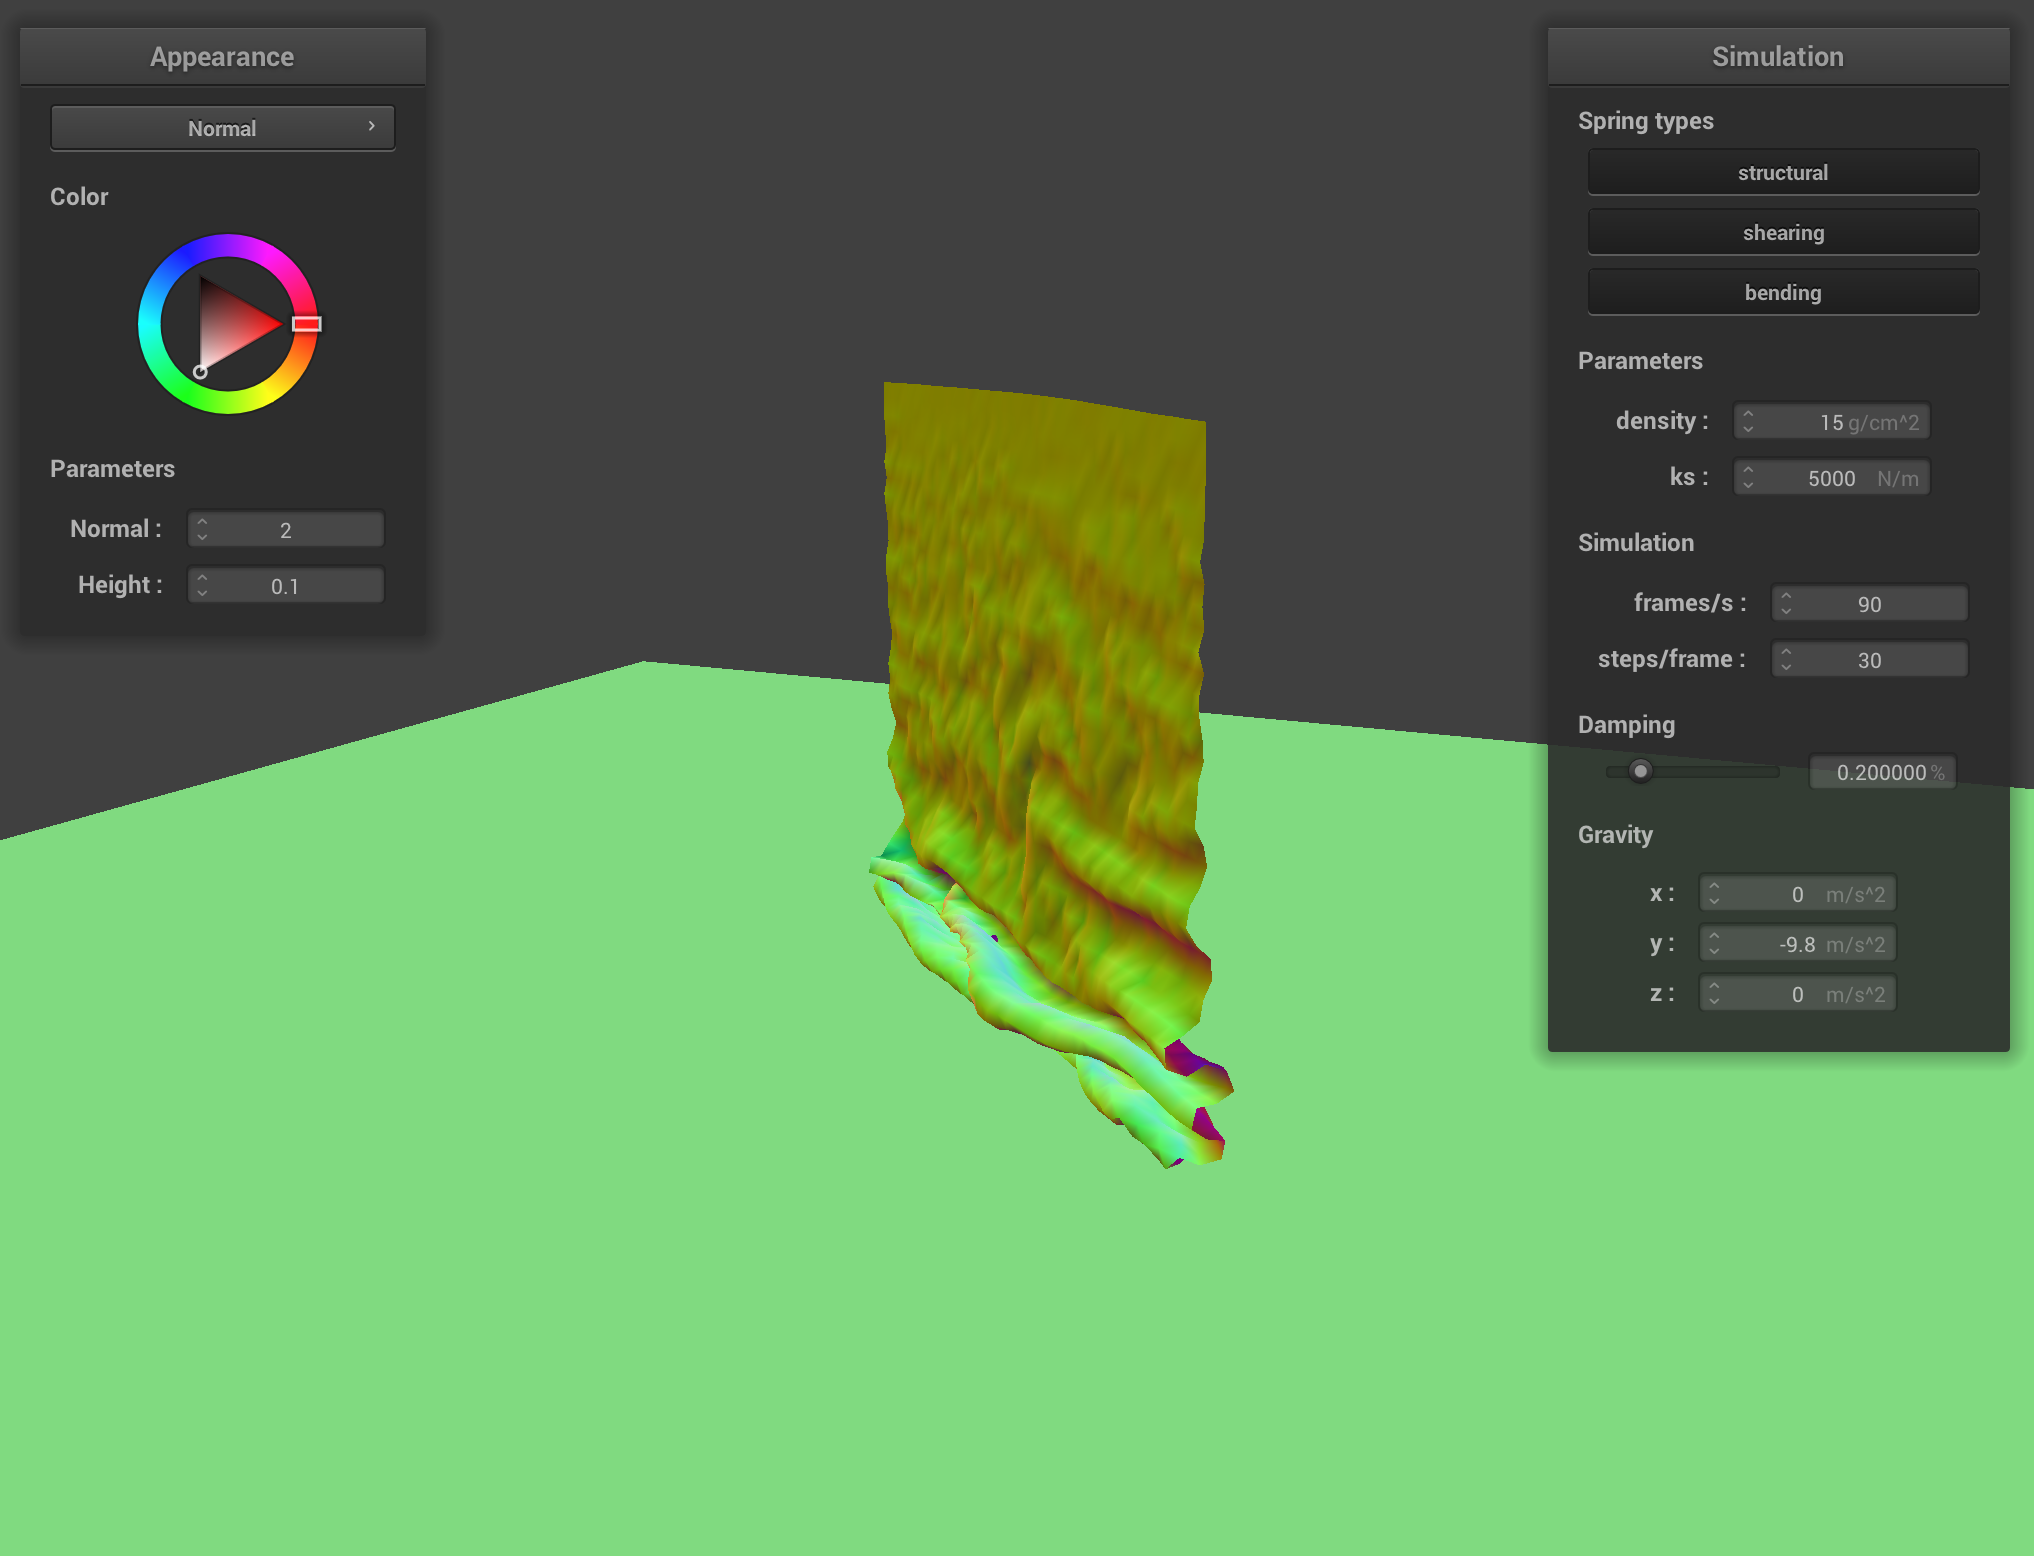 Appearance
Normal
Color
Parameters
Normal : 2
Height : 0.1
Simulation
Spring types
structural
shearing
bending
Parameters
density : 15 g/cm^2
ks : 5000 N/m
Simulation
frames/s : 90
steps/frame : 30
Damping
0.200000 %
Gravity
x : 0 m/s^2
y : -9.8 m/s^2
z : 0 m/s^2